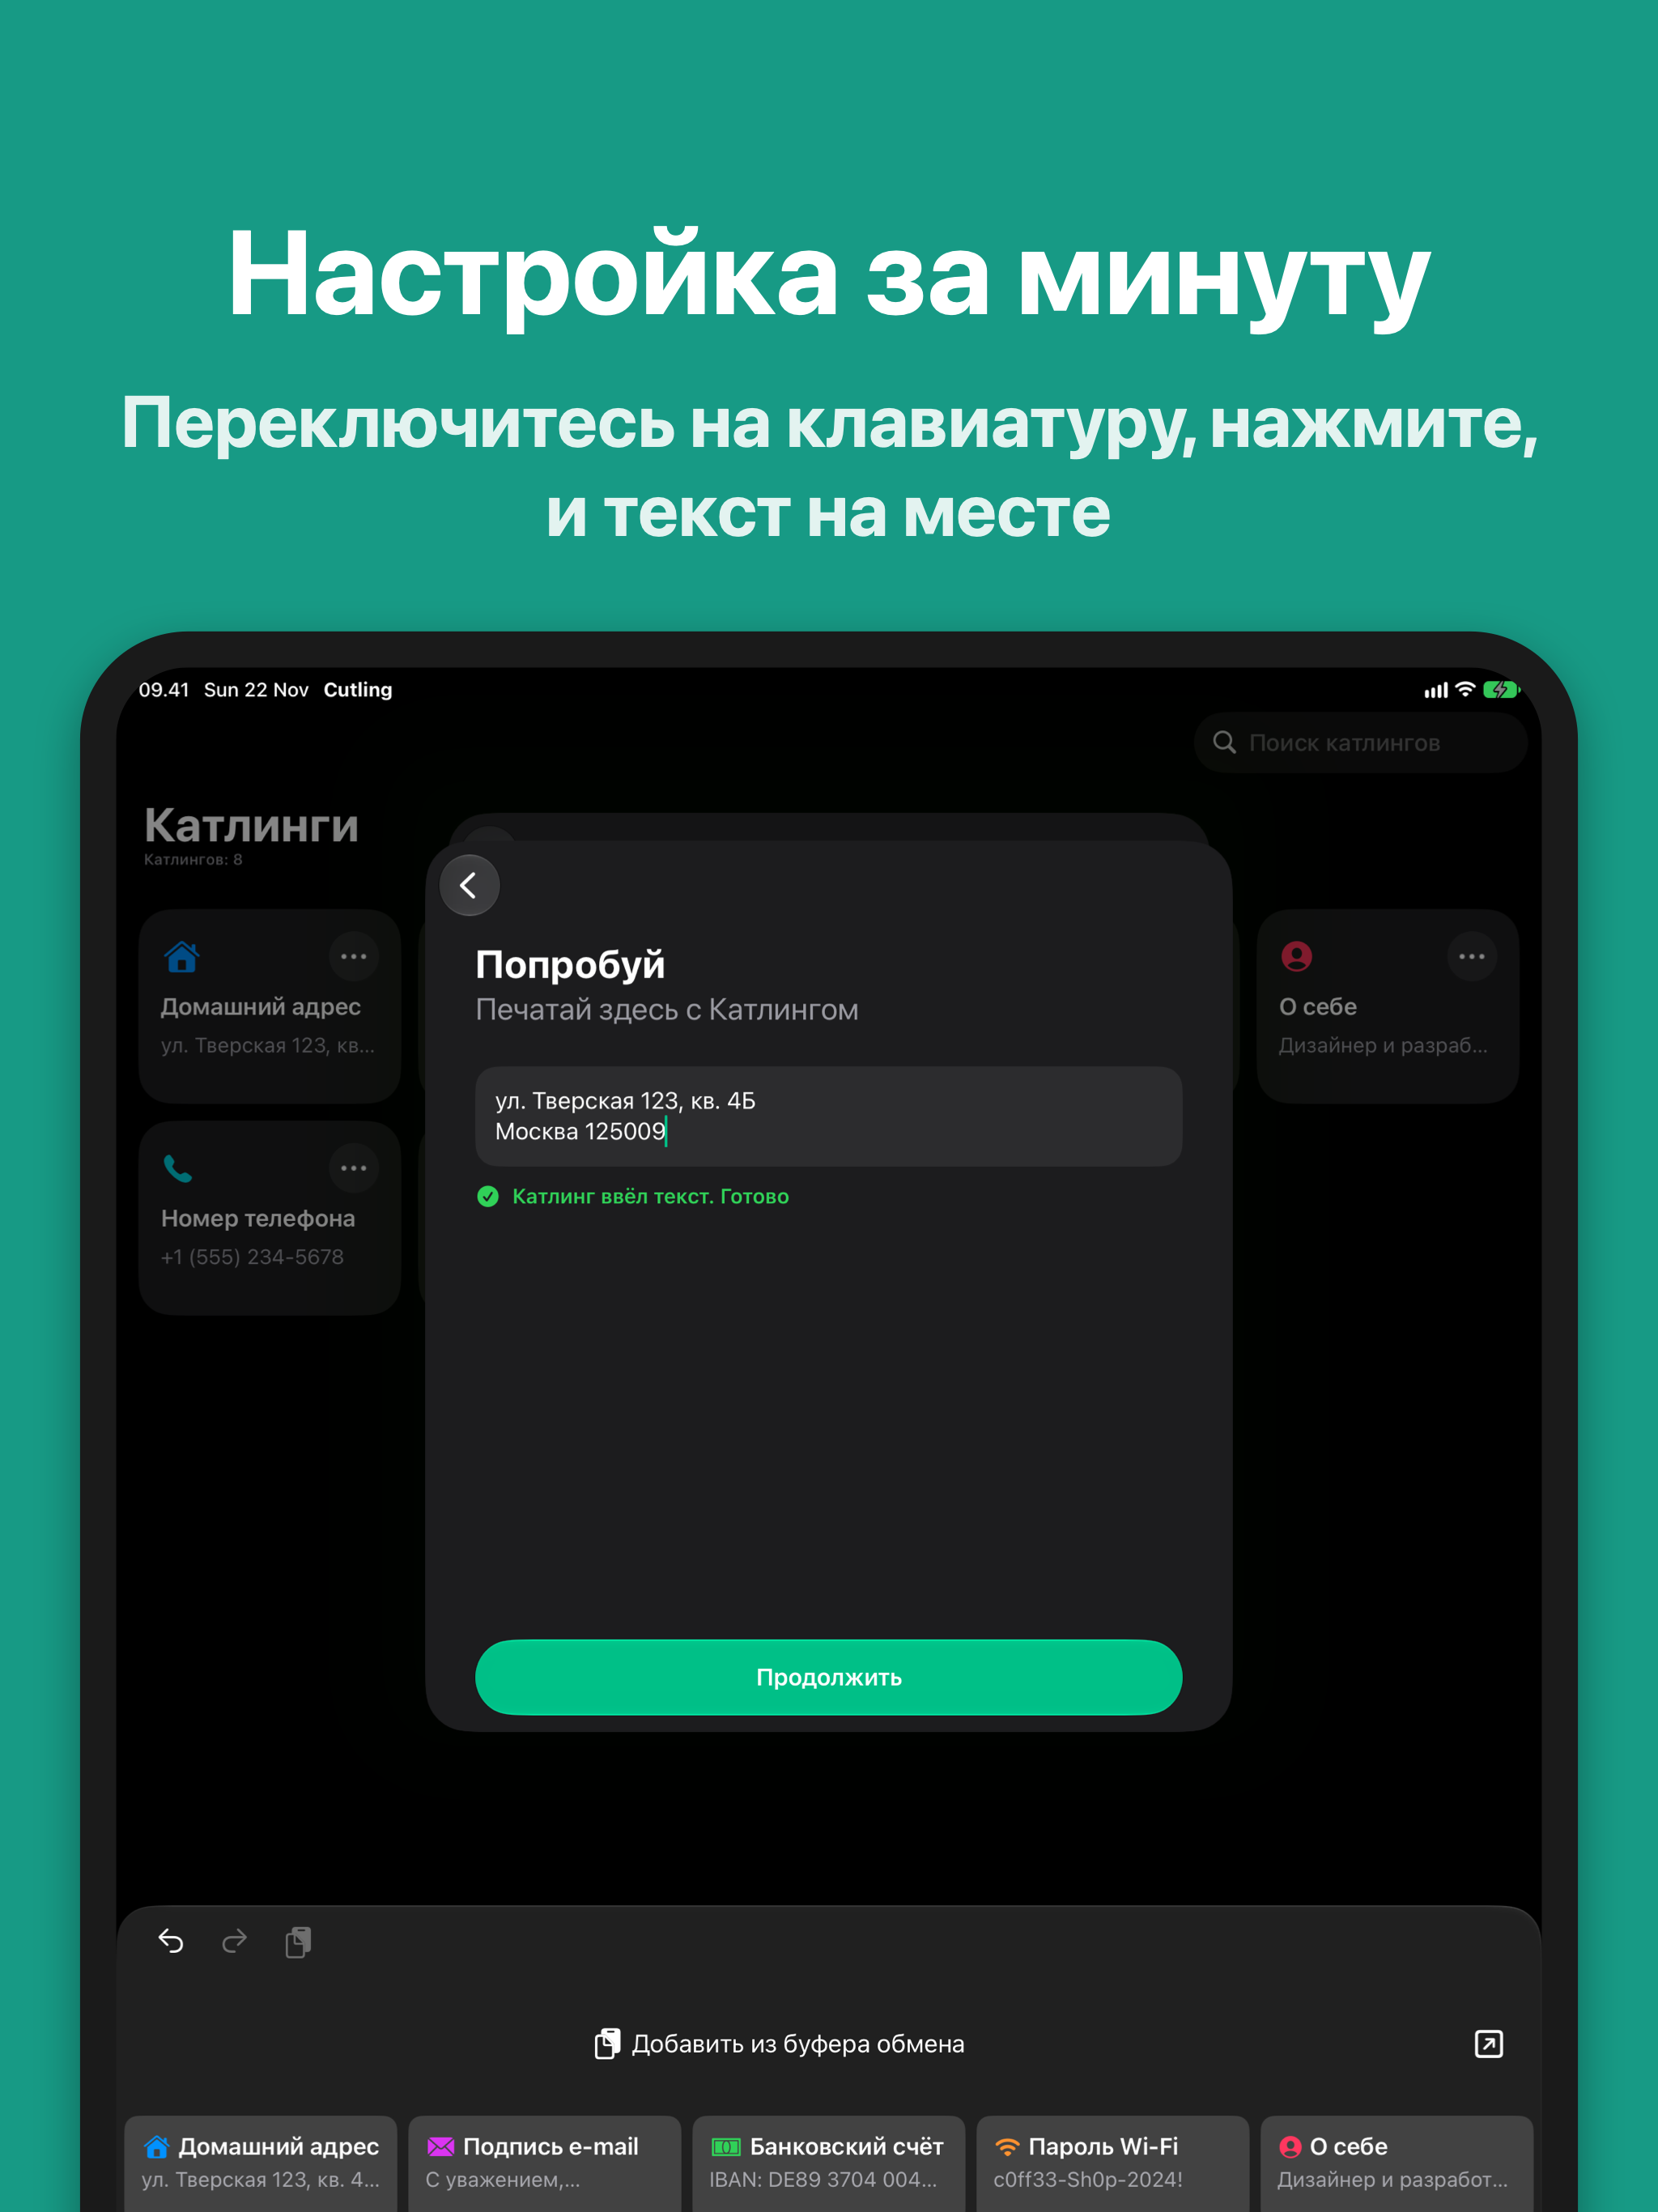 Настройка за минуту
Переключитесь на клавиатуру, нажмите,
и текст на месте
09.41 Sun 22 Nov Cutling
Поиск катлингов
Катлинги
Катлингов: 8
Домашний адрес
ул. Тверская 123, кв...
Номер телефона
+1 (555) 234-5678
Попробуй
Печатай здесь с Катлингом
ул. Тверская 123, кв. 4Б
Москва 125009
Катлинг ввёл текст. Готово
Продолжить
О себе
Дизайнер и разраб...
Добавить из буфера обмена
Домашний адрес
ул. Тверская 123, кв. 4...
Подпись e-mail
С уважением,...
Банковский счёт
IBAN: DE89 3704 004...
Пароль Wi-Fi
c0ff33-Sh0p-2024!
О себе
Дизайнер и разработ...